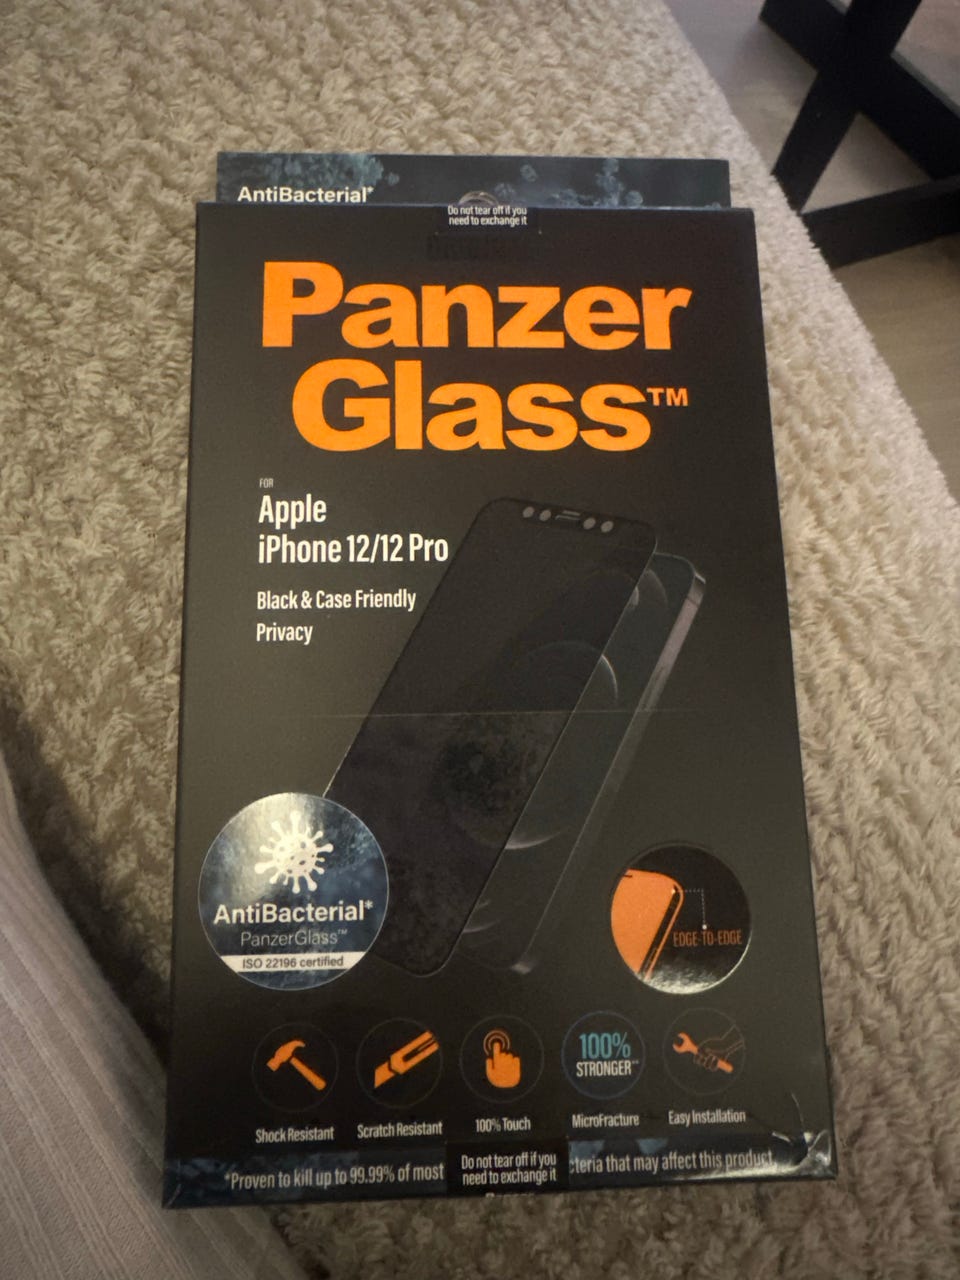 AntiBacterial*
Do not tear off if you
need to exchange it
Panzer
Glass™
FOR
Apple
iPhone 12/12 Pro
Black & Case Friendly
Privacy
AntiBacterial*
PanzerGlass™
ISO 22196 certified
EDGE-TO-EDGE
100%
STRONGER**
Shock Resistant
Scratch Resistant
100% Touch
MicroFracture
Easy Installation
*Proven to kill up to 99.99% of most
Do not tear off if you
need to exchange it
cteria that may affect this product.